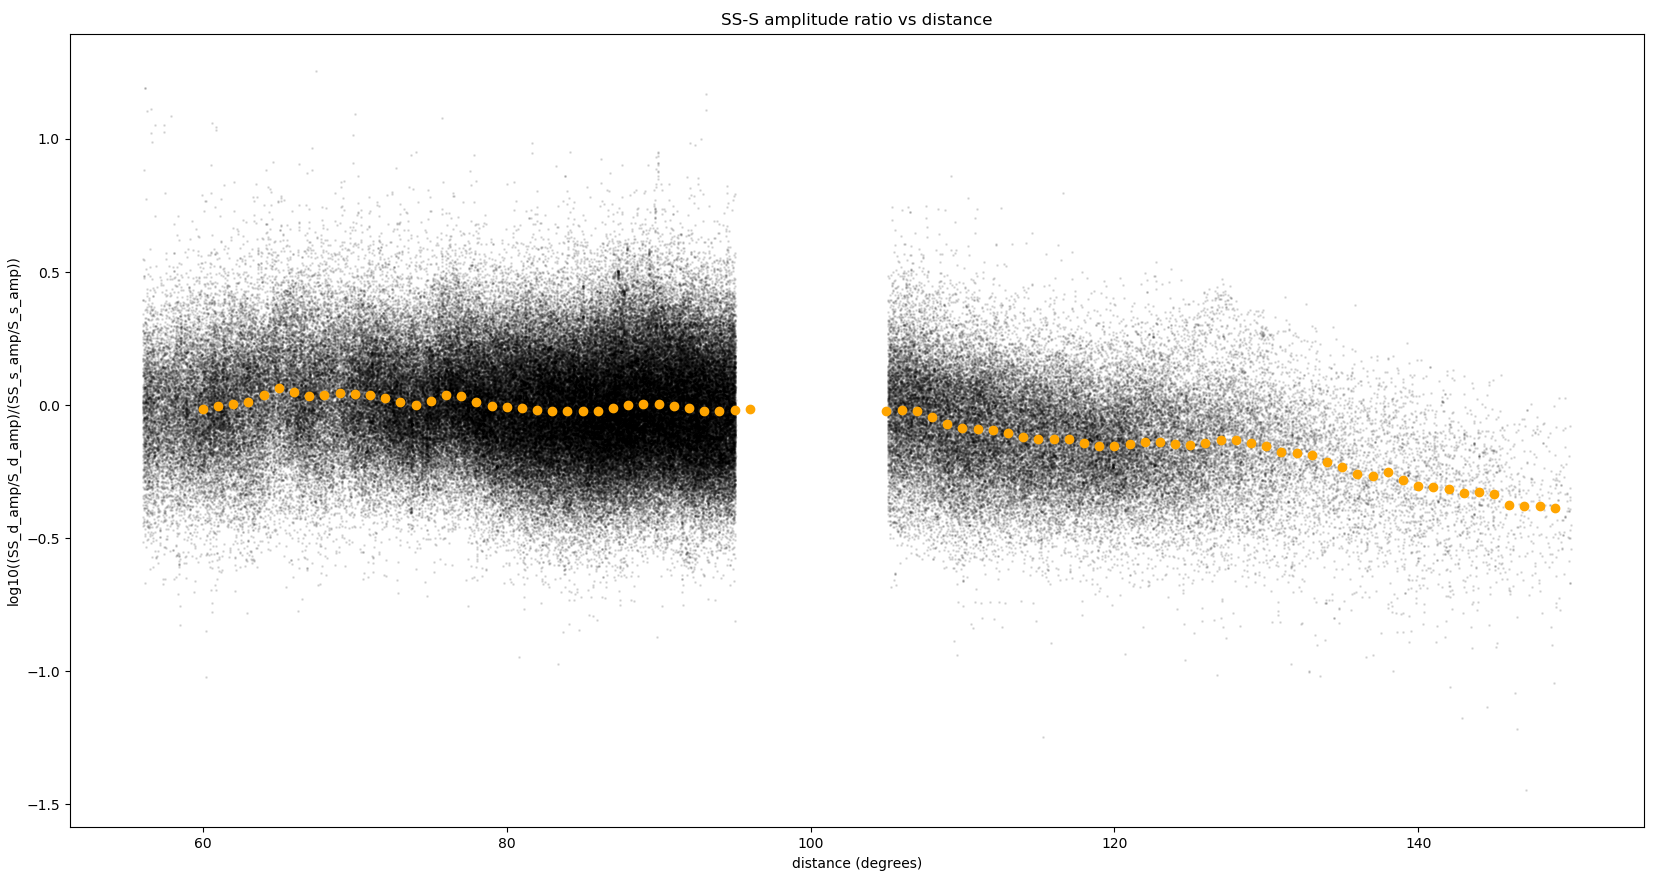 SS-S amplitude ratio vs distance
log10((SS_d_amp/S_d_amp)/(SS_s_amp/S_s_amp))
1.0
0.5
0.0
−0.5
−1.0
−1.5
60 80 100 120 140
distance (degrees)